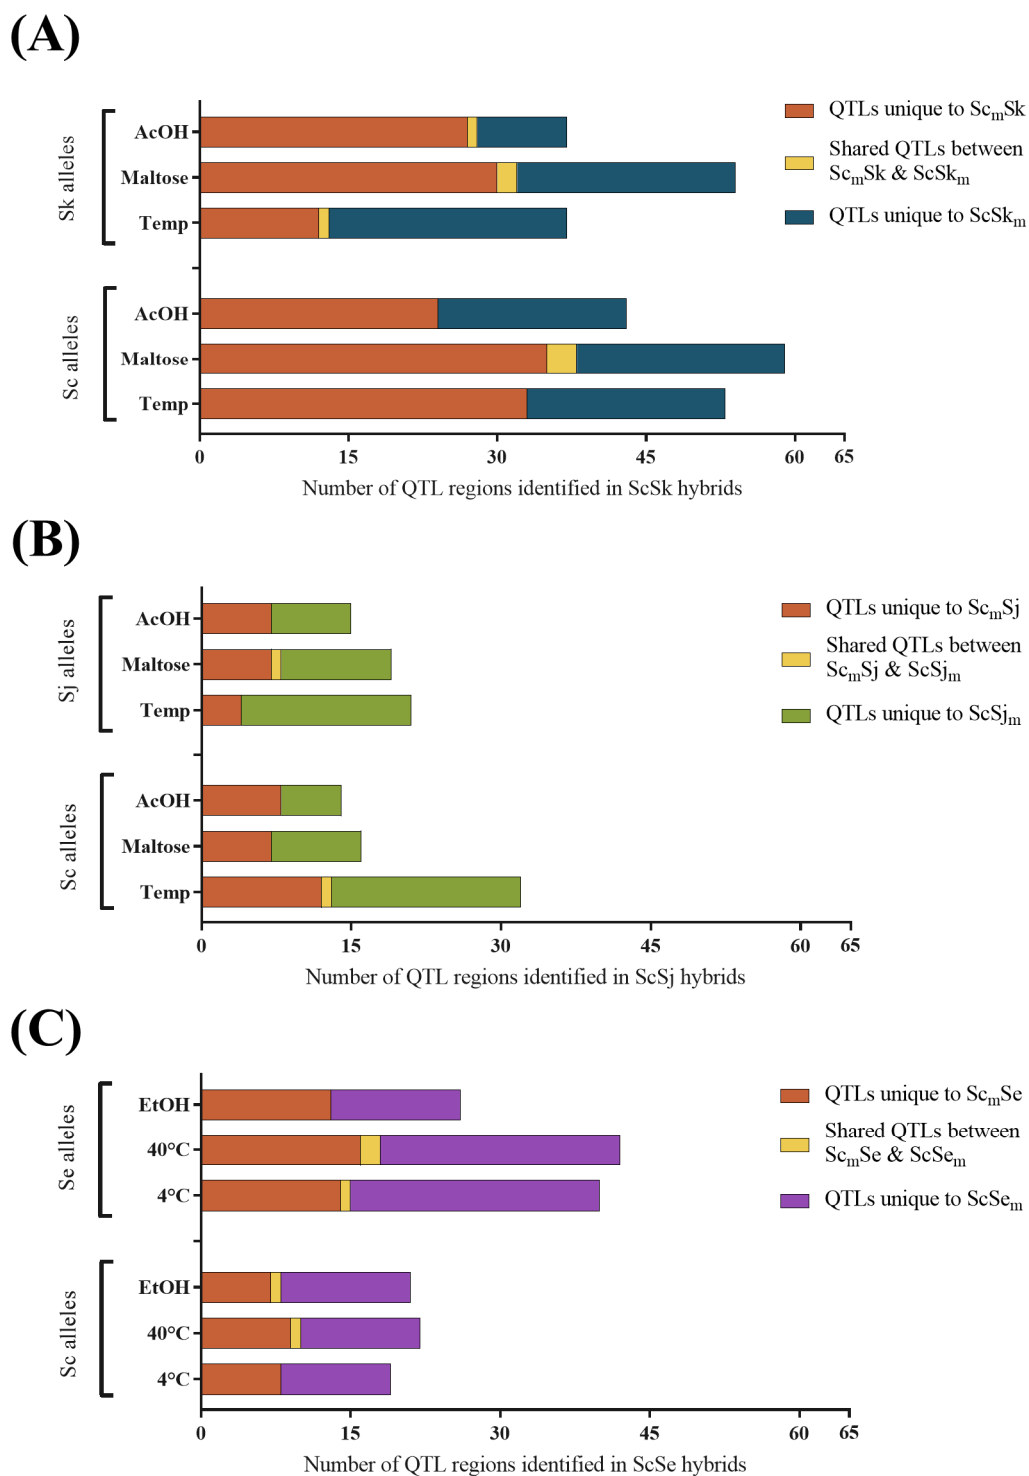 (A)
Sk alleles
AcOH
Maltose
Temp
Sc alleles
AcOH
Maltose
Temp
0 15 30 45 60 65
Number of QTL regions identified in ScSk hybrids
QTLs unique to ScmSk
Shared QTLs between
ScmSk & ScSkm
QTLs unique to ScSkm
(B)
Sj alleles
AcOH
Maltose
Temp
Sc alleles
AcOH
Maltose
Temp
0 15 30 45 60 65
Number of QTL regions identified in ScSj hybrids
QTLs unique to ScmSj
Shared QTLs between
ScmSj & ScSjm
QTLs unique to ScSjm
(C)
Se alleles
EtOH
40°C
4°C
Sc alleles
EtOH
40°C
4°C
0 15 30 45 60 65
Number of QTL regions identified in ScSe hybrids
QTLs unique to ScmSe
Shared QTLs between
ScmSe & ScSem
QTLs unique to ScSem